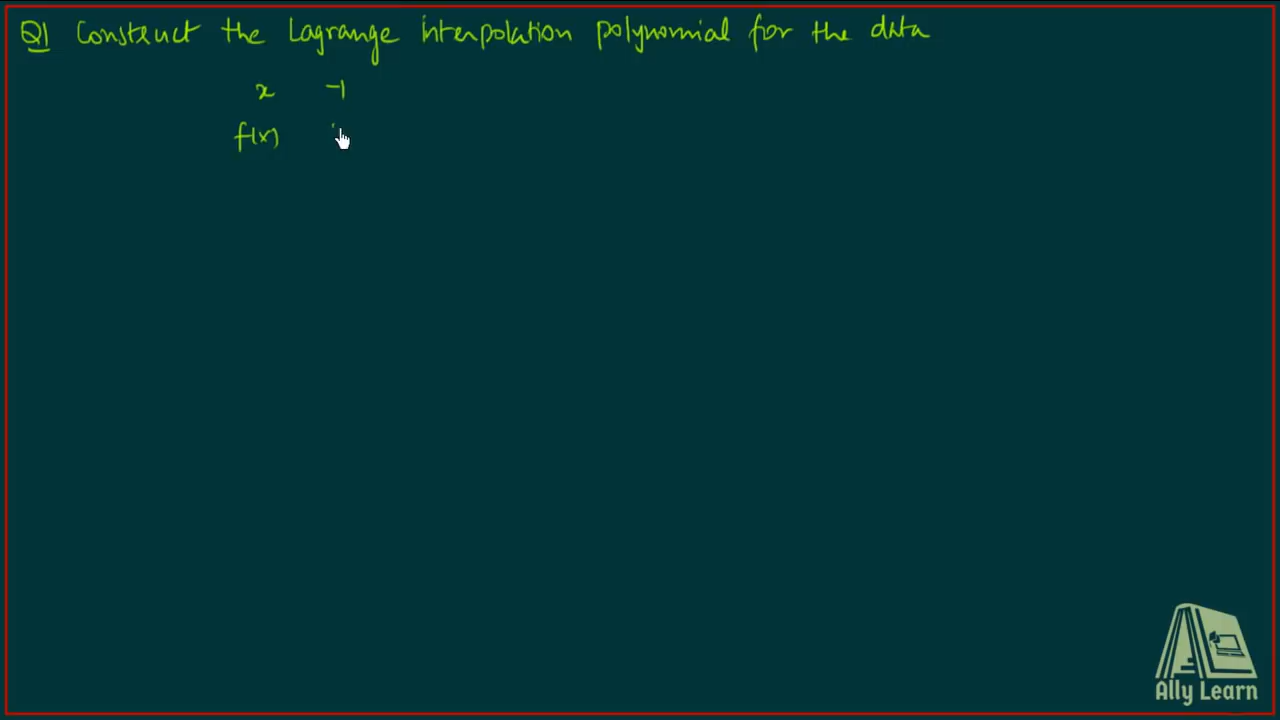 Q1 Construct the Lagrange interpolation polynomial for the data
x -1
f(x)
Ally Learn